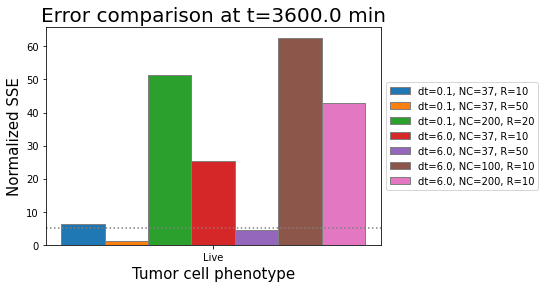 Error comparison at t=3600.0 min
Normalized SSE
60
50
40
30
20
10
0
Live
Tumor cell phenotype
dt=0.1, NC=37, R=10
dt=0.1, NC=37, R=50
dt=0.1, NC=200, R=20
dt=6.0, NC=37, R=10
dt=6.0, NC=37, R=50
dt=6.0, NC=100, R=10
dt=6.0, NC=200, R=10